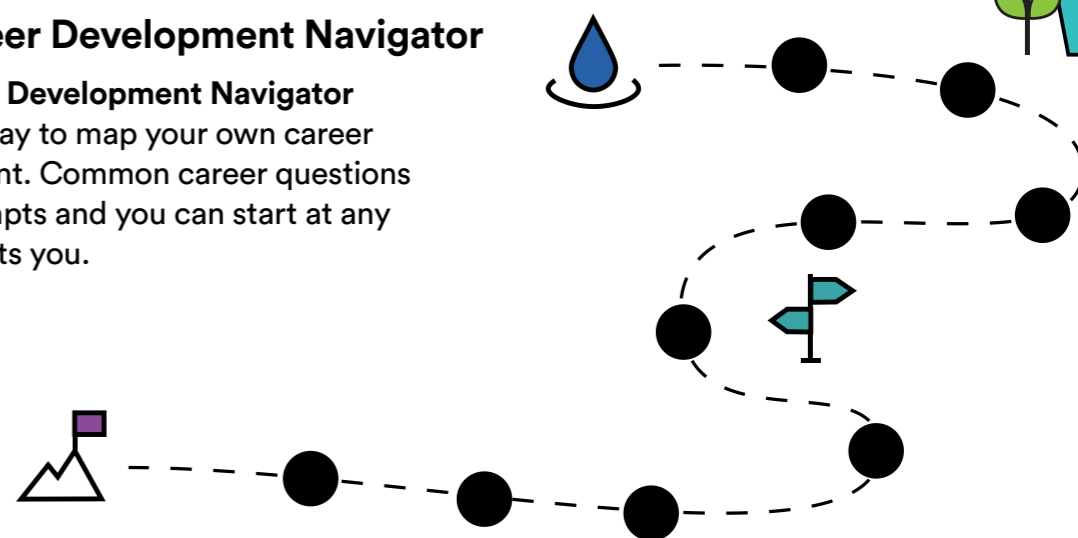 eer Development Navigator
Development Navigator
ay to map your own career
nt. Common career questions
npts and you can start at any
ts you.